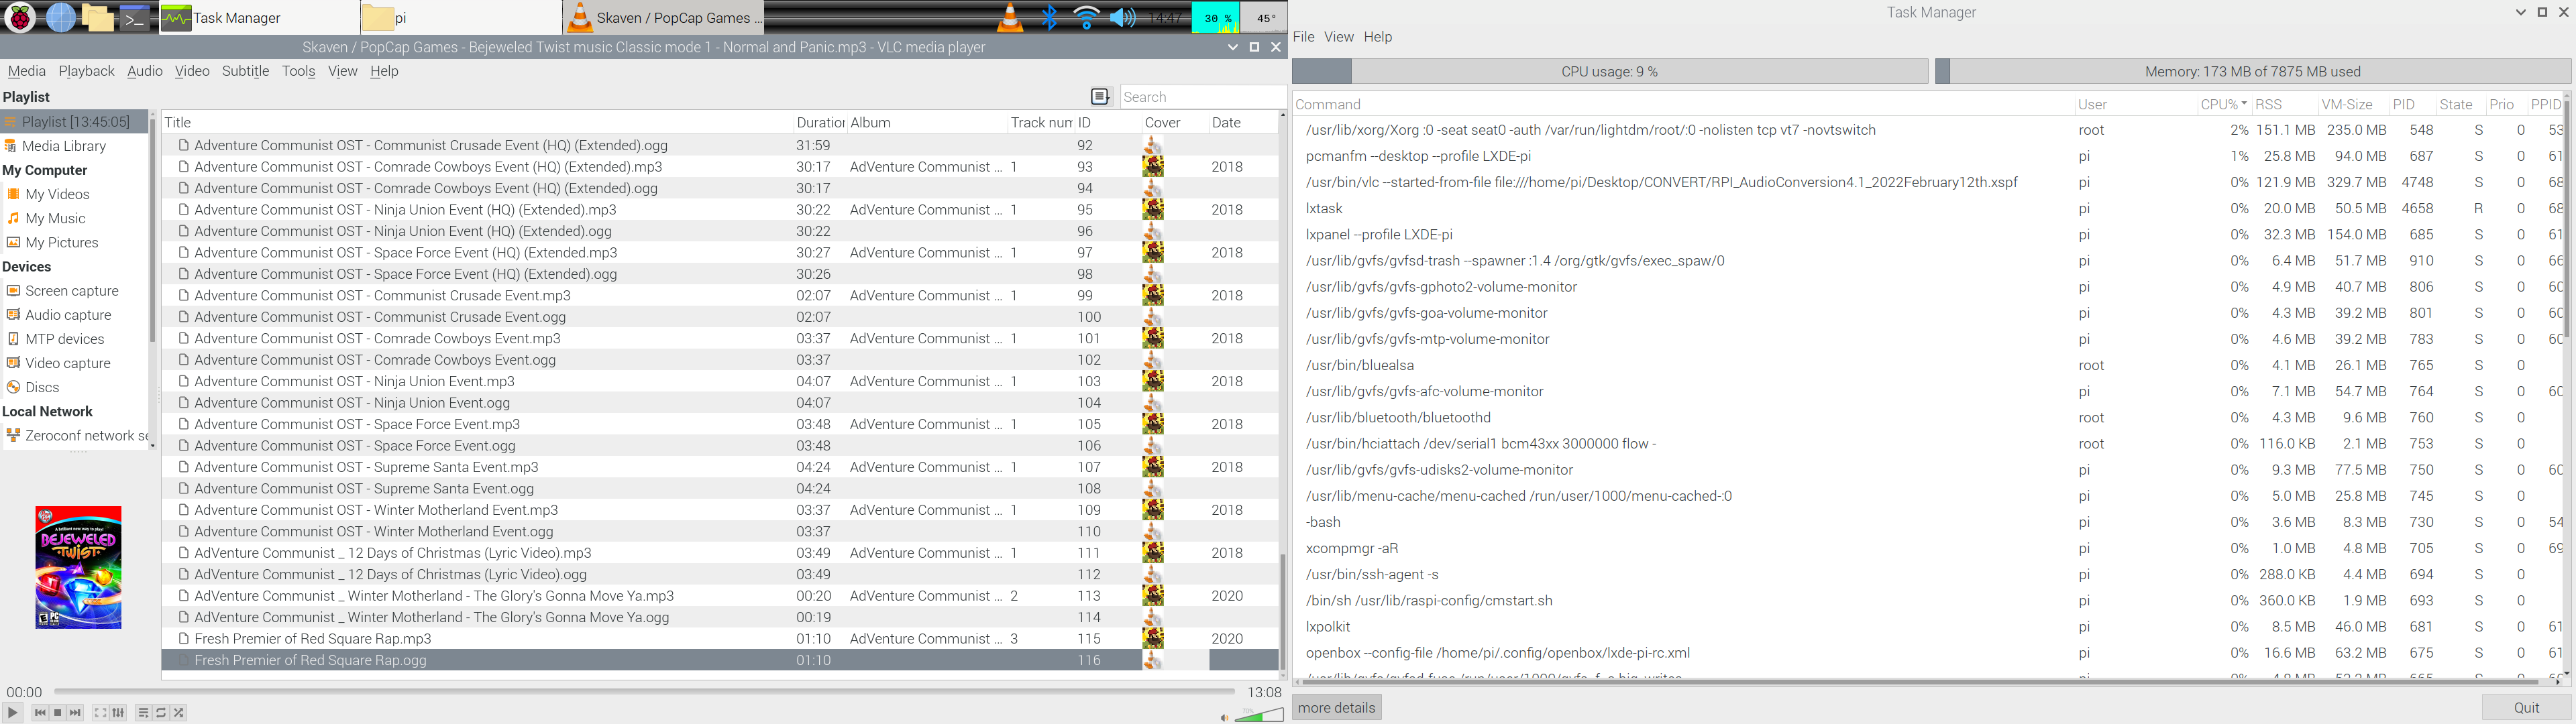 Task Manager
pi
Skaven / PopCap Games ...
14:47
30 %
45°
Skaven / PopCap Games - Bejeweled Twist music Classic mode 1 - Normal and Panic.mp3 - VLC media player
Media Playback Audio Video Subtitle Tools View Help
Playlist
Search
Playlist [13:45:05]
Media Library
My Computer
My Videos
My Music
My Pictures
Devices
Screen capture
Audio capture
MTP devices
Video capture
Discs
Local Network
Zeroconf network se
A brilliant new way to play!
BEJEWELED
TWIST
PC
Title Duration Album Track num ID Cover Date
Adventure Communist OST - Communist Crusade Event (HQ) (Extended).ogg 31:59 92
Adventure Communist OST - Comrade Cowboys Event (HQ) (Extended).mp3 30:17 AdVenture Communist ... 1 93 2018
Adventure Communist OST - Comrade Cowboys Event (HQ) (Extended).ogg 30:17 94
Adventure Communist OST - Ninja Union Event (HQ) (Extended).mp3 30:22 AdVenture Communist ... 1 95 2018
Adventure Communist OST - Ninja Union Event (HQ) (Extended).ogg 30:22 96
Adventure Communist OST - Space Force Event (HQ) (Extended.mp3 30:27 AdVenture Communist ... 1 97 2018
Adventure Communist OST - Space Force Event (HQ) (Extended).ogg 30:26 98
Adventure Communist OST - Communist Crusade Event.mp3 02:07 AdVenture Communist ... 1 99 2018
Adventure Communist OST - Communist Crusade Event.ogg 02:07 100
Adventure Communist OST - Comrade Cowboys Event.mp3 03:37 AdVenture Communist ... 1 101 2018
Adventure Communist OST - Comrade Cowboys Event.ogg 03:37 102
Adventure Communist OST - Ninja Union Event.mp3 04:07 AdVenture Communist ... 1 103 2018
Adventure Communist OST - Ninja Union Event.ogg 04:07 104
Adventure Communist OST - Space Force Event.mp3 03:48 AdVenture Communist ... 1 105 2018
Adventure Communist OST - Space Force Event.ogg 03:48 106
Adventure Communist OST - Supreme Santa Event.mp3 04:24 AdVenture Communist ... 1 107 2018
Adventure Communist OST - Supreme Santa Event.ogg 04:24 108
Adventure Communist OST - Winter Motherland Event.mp3 03:37 AdVenture Communist ... 1 109 2018
Adventure Communist OST - Winter Motherland Event.ogg 03:37 110
AdVenture Communist _ 12 Days of Christmas (Lyric Video).mp3 03:49 AdVenture Communist ... 1 111 2018
AdVenture Communist _ 12 Days of Christmas (Lyric Video).ogg 03:49 112
AdVenture Communist _ Winter Motherland - The Glory's Gonna Move Ya.mp3 00:20 AdVenture Communist ... 2 113 2020
AdVenture Communist _ Winter Motherland - The Glory's Gonna Move Ya.ogg 00:19 114
Fresh Premier of Red Square Rap.mp3 01:10 AdVenture Communist ... 3 115 2020
Fresh Premier of Red Square Rap.ogg 01:10 116
00:00 13:08
70%
Task Manager
File View Help
CPU usage: 9 % Memory: 173 MB of 7875 MB used
Command User CPU% RSS VM-Size PID State Prio PPID
/usr/lib/xorg/Xorg :0 -seat seat0 -auth /var/run/lightdm/root/:0 -nolisten tcp vt7 -novtswitch root 2% 151.1 MB 235.0 MB 548 S 0 53
pcmanfm --desktop --profile LXDE-pi pi 1% 25.8 MB 94.0 MB 687 S 0 61
/usr/bin/vlc --started-from-file file:///home/pi/Desktop/CONVERT/RPI_AudioConversion4.1_2022February12th.xspf pi 0% 121.9 MB 329.7 MB 4748 S 0 68
lxtask pi 0% 20.0 MB 50.5 MB 4658 R 0 68
lxpanel --profile LXDE-pi pi 0% 32.3 MB 154.0 MB 685 S 0 61
/usr/lib/gvfs/gvfsd-trash --spawner :1.4 /org/gtk/gvfs/exec_spaw/0 pi 0% 6.4 MB 51.7 MB 910 S 0 66
/usr/lib/gvfs/gvfs-gphoto2-volume-monitor pi 0% 4.9 MB 40.7 MB 806 S 0 60
/usr/lib/gvfs/gvfs-goa-volume-monitor pi 0% 4.3 MB 39.2 MB 801 S 0 60
/usr/lib/gvfs/gvfs-mtp-volume-monitor pi 0% 4.6 MB 39.2 MB 783 S 0 60
/usr/bin/bluealsa root 0% 4.1 MB 26.1 MB 765 S 0
/usr/lib/gvfs/gvfs-afc-volume-monitor pi 0% 7.1 MB 54.7 MB 764 S 0 60
/usr/lib/bluetooth/bluetoothd root 0% 4.3 MB 9.6 MB 760 S 0
/usr/bin/hciattach /dev/serial1 bcm43xx 3000000 flow - root 0% 116.0 KB 2.1 MB 753 S 0
/usr/lib/gvfs/gvfs-udisks2-volume-monitor pi 0% 9.3 MB 77.5 MB 750 S 0 60
/usr/lib/menu-cache/menu-cached /run/user/1000/menu-cached-:0 pi 0% 5.0 MB 25.8 MB 745 S 0
-bash pi 0% 3.6 MB 8.3 MB 730 S 0 54
xcompmgr -aR pi 0% 1.0 MB 4.8 MB 705 S 0 69
/usr/bin/ssh-agent -s pi 0% 288.0 KB 4.4 MB 694 S 0
/bin/sh /usr/lib/raspi-config/cmstart.sh pi 0% 360.0 KB 1.9 MB 693 S 0
lxpolkit pi 0% 8.5 MB 46.0 MB 681 S 0 61
openbox --config-file /home/pi/.config/openbox/lxde-pi-rc.xml pi 0% 16.6 MB 63.2 MB 675 S 0 61
more details Quit